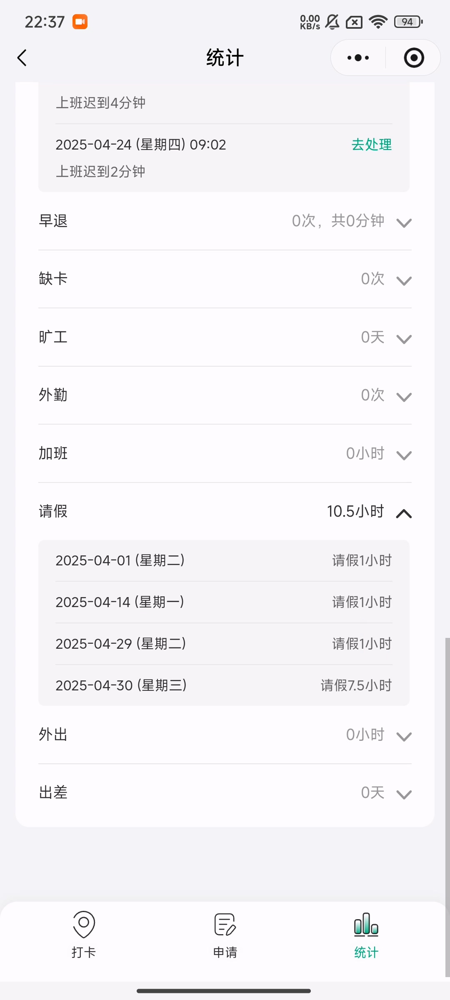 22:37
0.00
KB/s
94
统计
上班迟到4分钟
2025-04-24 (星期四) 09:02
去处理
上班迟到2分钟
早退
0次，共0分钟
缺卡
0次
旷工
0天
外勤
0次
加班
0小时
请假
10.5小时
2025-04-01 (星期二)
请假1小时
2025-04-14 (星期一)
请假1小时
2025-04-29 (星期二)
请假1小时
2025-04-30 (星期三)
请假7.5小时
外出
0小时
出差
0天
打卡
申请
统计